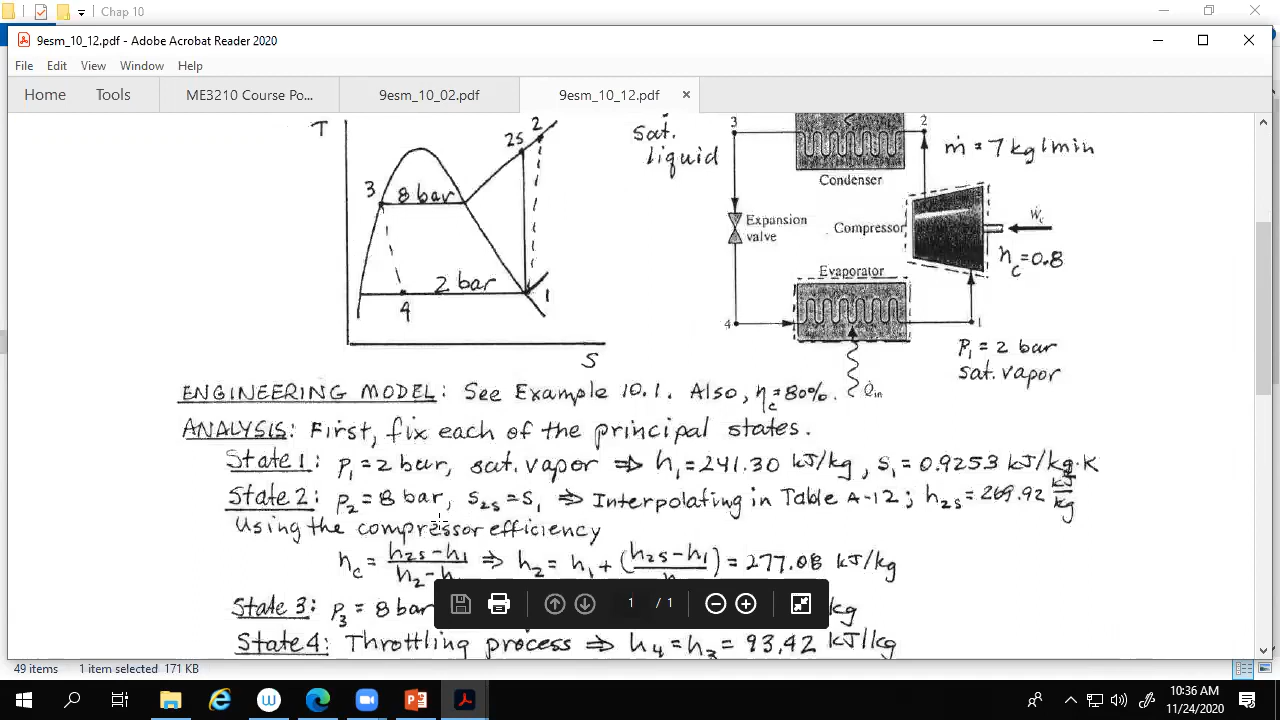 Chap 10
9esm_10_12.pdf - Adobe Acrobat Reader 2020
File Edit View Window Help
Home Tools ME3210 Course Po... 9esm_10_02.pdf 9esm_10_12.pdf ×
T
2s 2
3 8 bar
2 bar 1
4
S
sat. liquid
3 2
ṁ = 7 kg/min
Condenser
Expansion valve
Compressor
Ẇc
ηc = 0.8
Evaporator
4 1
P₁ = 2 bar
sat. vapor
Q̇in
ENGINEERING MODEL: See Example 10.1. Also, ηc = 80%.
ANALYSIS: First, fix each of the principal states.
State 1: p₁ = 2 bar, sat. vapor ⇒ h₁ = 241.30 kJ/kg, s₁ = 0.9253 kJ/kg·K
State 2: p₂ = 8 bar, s₂s = s₁ ⇒ Interpolating in Table A-12; h₂s = 269.92 kJ/kg
Using the compressor efficiency
ηc = (h₂s - h₁)/(h₂ - h ⇒ h₂ = h₁ + (h₂s - h₁/η) = 277.08 kJ/kg
State 3: p₃ = 8 bar kg
1 / 1
State 4: Throttling process ⇒ h₄ = h₃ = 93.42 kJ/kg
49 items 1 item selected 171 KB
10:36 AM
11/24/2020